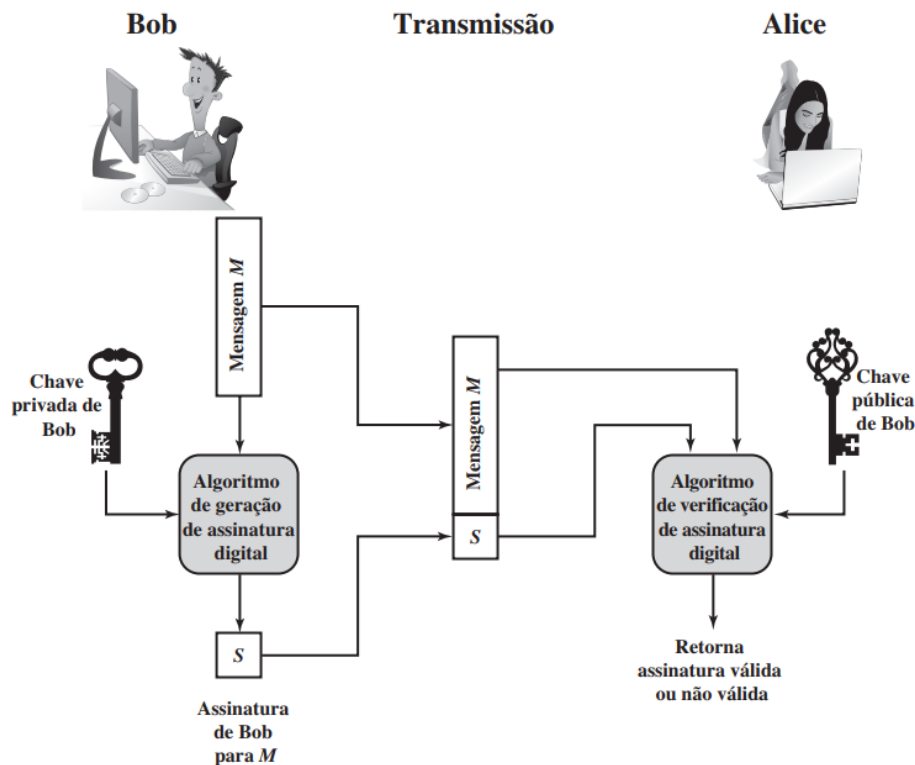 Bob
Transmissão
Alice
Mensagem M
Chave
privada de
Bob
Mensagem M
Chave
pública
de Bob
Algoritmo
de geração
de assinatura
digital
S
Algoritmo
de verificação
de assinatura
digital
S
Assinatura
de Bob
para M
Retorna
assinatura válida
ou não válida